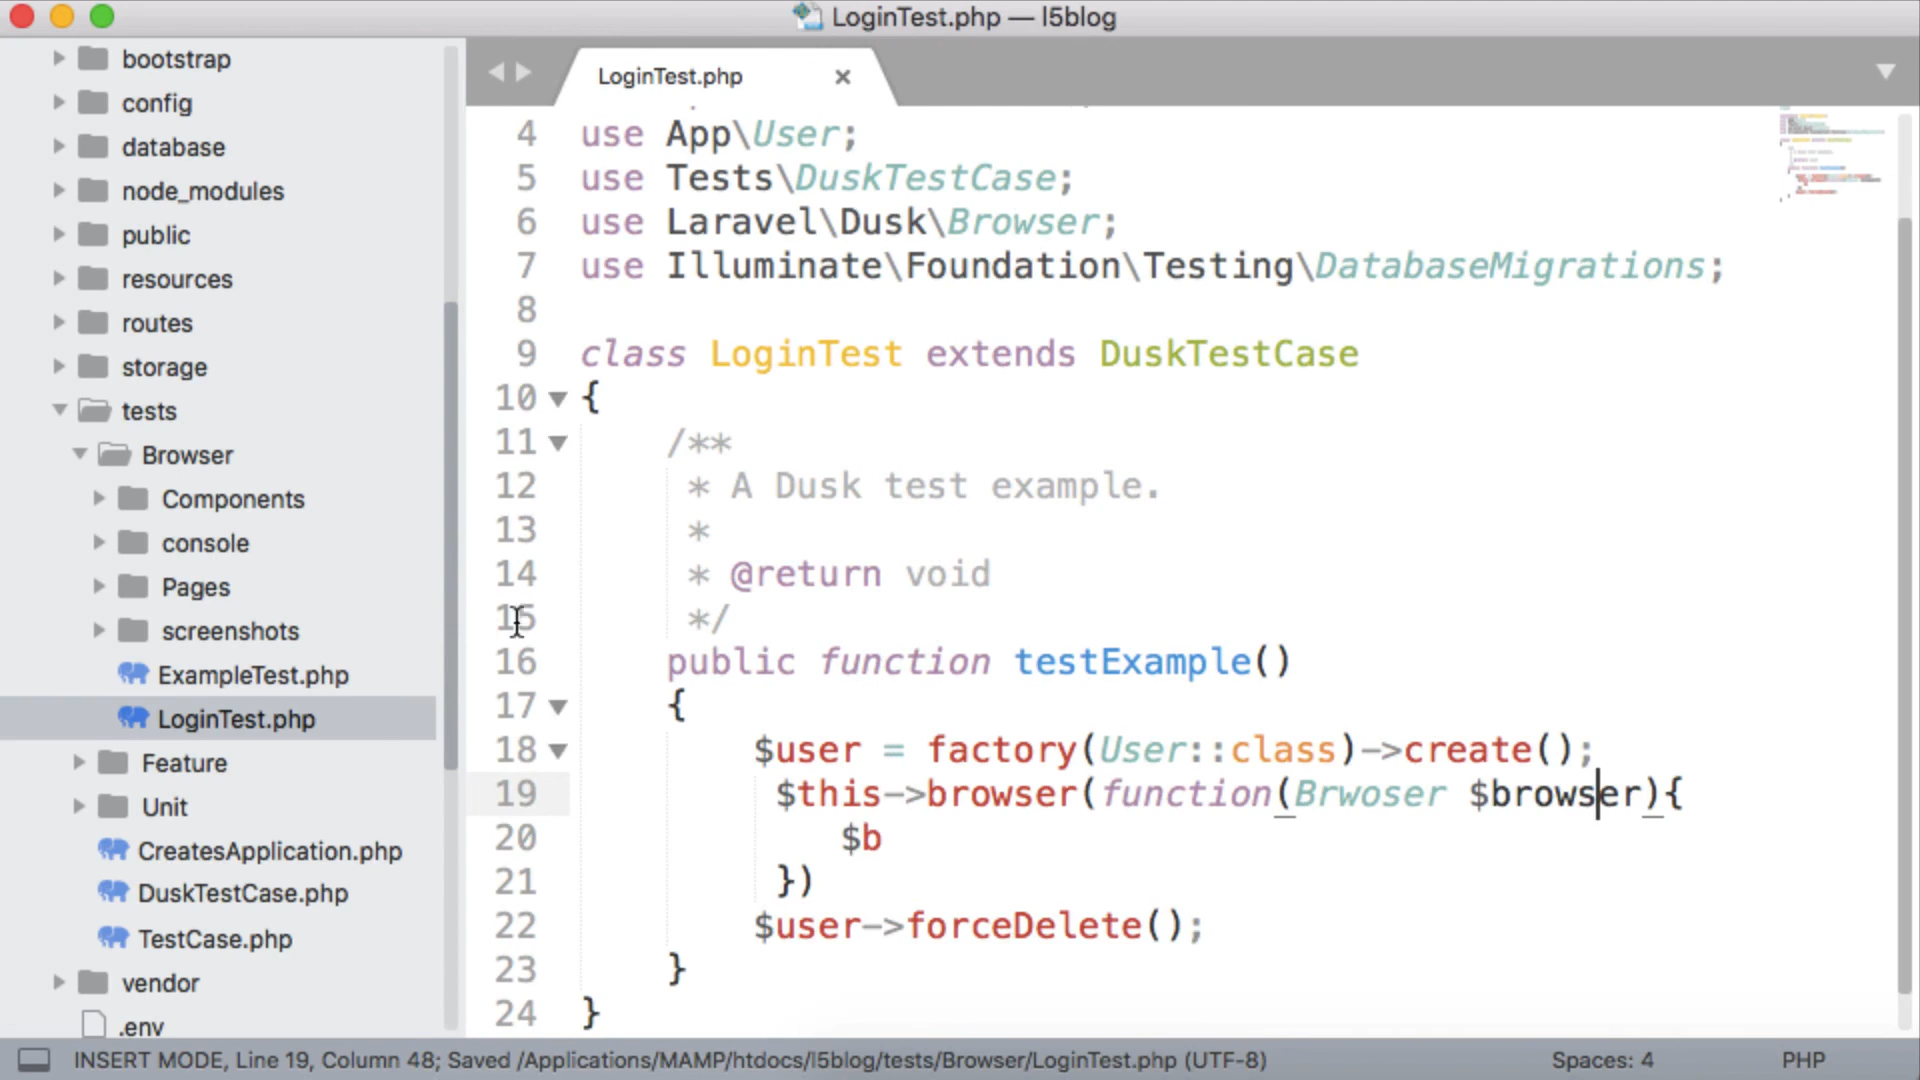 LoginTest.php — l5blog
bootstrap
config
database
node_modules
public
resources
routes
storage
tests
Browser
Components
console
Pages
screenshots
ExampleTest.php
LoginTest.php
Feature
Unit
CreatesApplication.php
DuskTestCase.php
TestCase.php
vendor
.env
LoginTest.php
4 use App\User;
5 use Tests\DuskTestCase;
6 use Laravel\Dusk\Browser;
7 use Illuminate\Foundation\Testing\DatabaseMigrations;
8
9 class LoginTest extends DuskTestCase
10 {
11 /**
12 * A Dusk test example.
13 *
14 * @return void
15 */
16 public function testExample()
17 {
18 $user = factory(User::class)->create();
19 $this->browser(function(Brwoser $browser){
20 $b
21 })
22 $user->forceDelete();
23 }
24 }
INSERT MODE, Line 19, Column 48; Saved /Applications/MAMP/htdocs/l5blog/tests/Browser/LoginTest.php (UTF-8) Spaces: 4 PHP